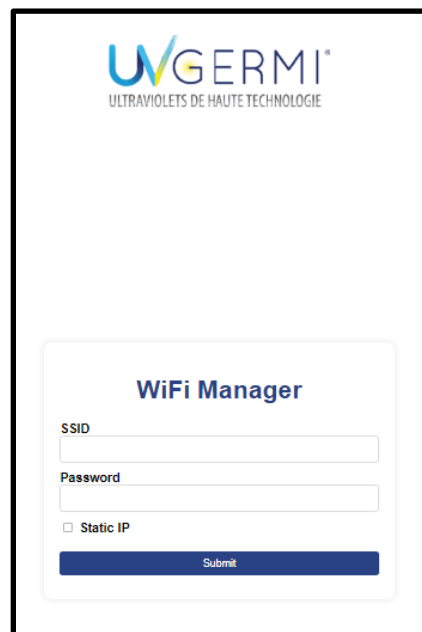 UVGERMI®
ULTRAVIOLETS DE HAUTE TECHNOLOGIE
WiFi Manager
SSID
Password
Static IP
Submit